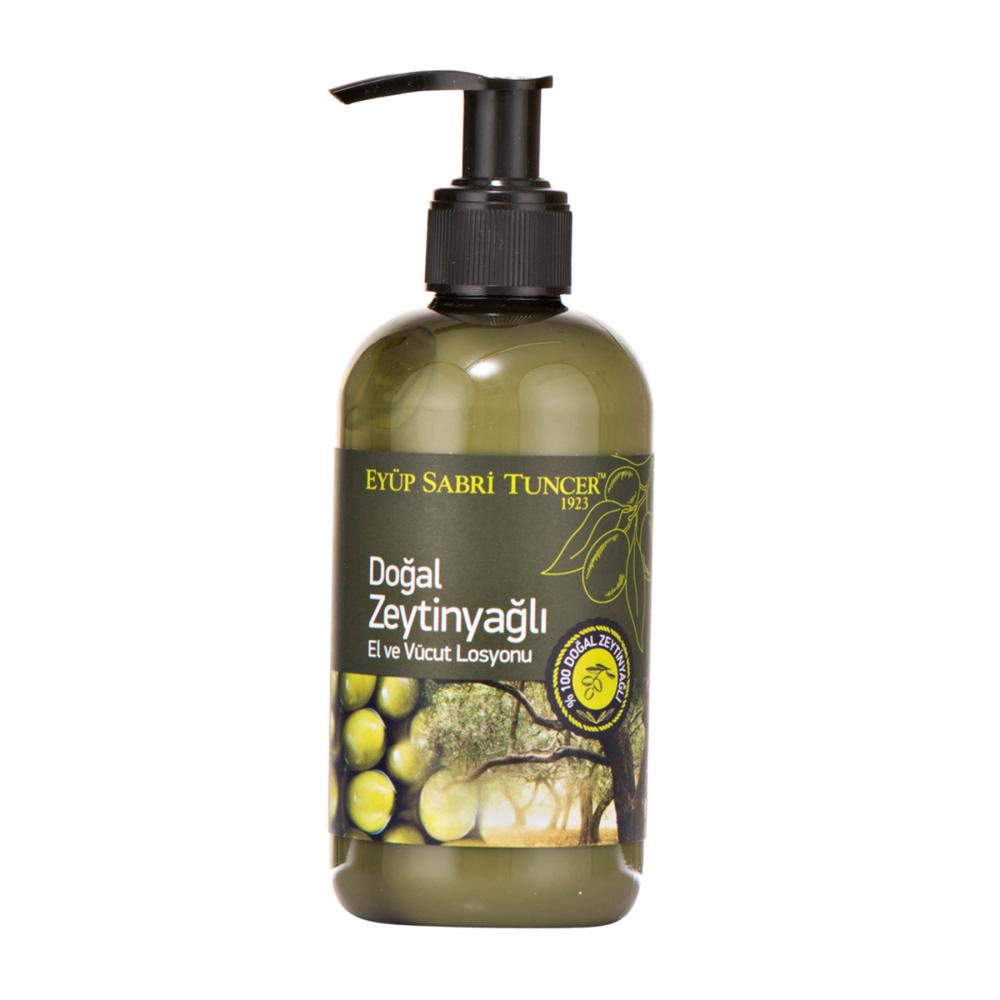 EYÜP SABRİ TUNCER™
1923
Doğal
Zeytinyağlı
El ve Vücut Losyonu
% 100 DOĞAL ZEYTİNYAĞLI